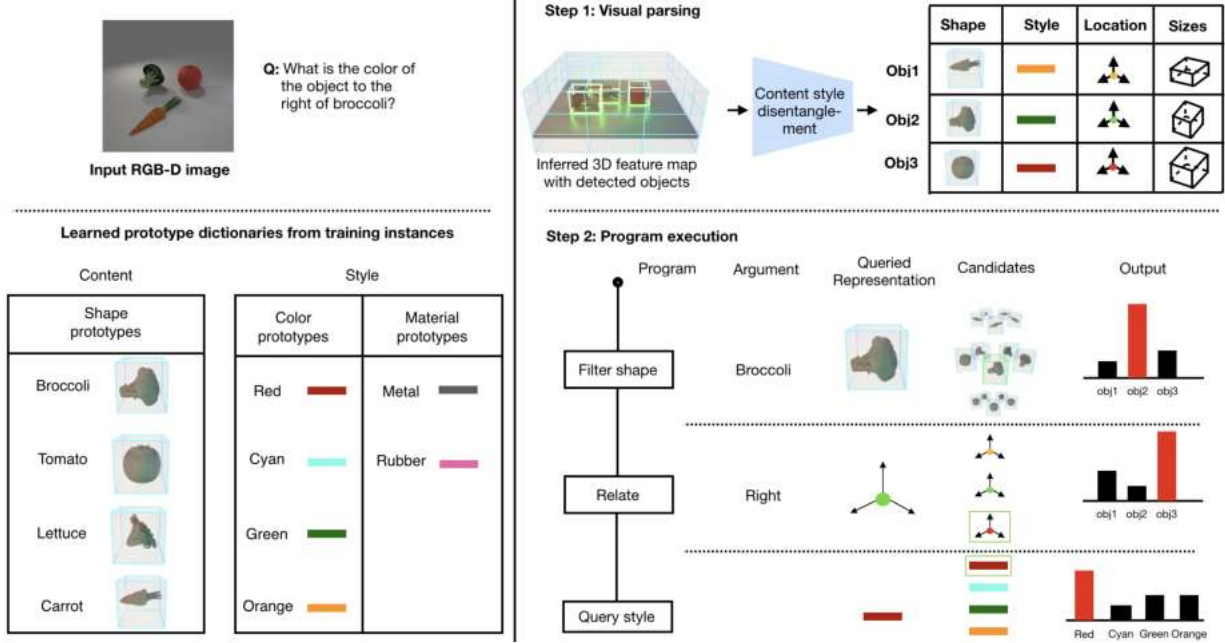 Q: What is the color of
the object to the
right of broccoli?
Input RGB-D image
Learned prototype dictionaries from training instances
Content
Style
Shape
prototypes
Color
prototypes
Material
prototypes
Broccoli
Red
Metal
Tomato
Cyan
Rubber
Lettuce
Green
Carrot
Orange
Step 1: Visual parsing
Shape
Style
Location
Sizes
Content style
disentangle-
ment
Obj1
Obj2
Obj3
Inferred 3D feature map
with detected objects
Step 2: Program execution
Program
Argument
Queried
Representation
Candidates
Output
Filter shape
Broccoli
obj1 obj2 obj3
Relate
Right
obj1 obj2 obj3
Query style
Red Cyan Green Orange